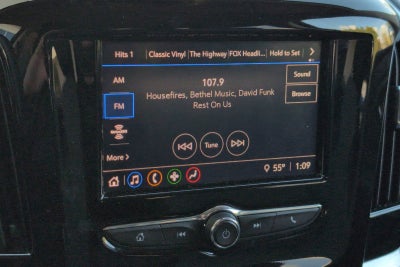 Hits 1 Classic Vinyl The Highway FOX Headli... Hold to Set
AM
107.9
Sound
Housefires, Bethel Music, David Funk
Browse
FM
Rest On Us
Tune
More
55° 1:09